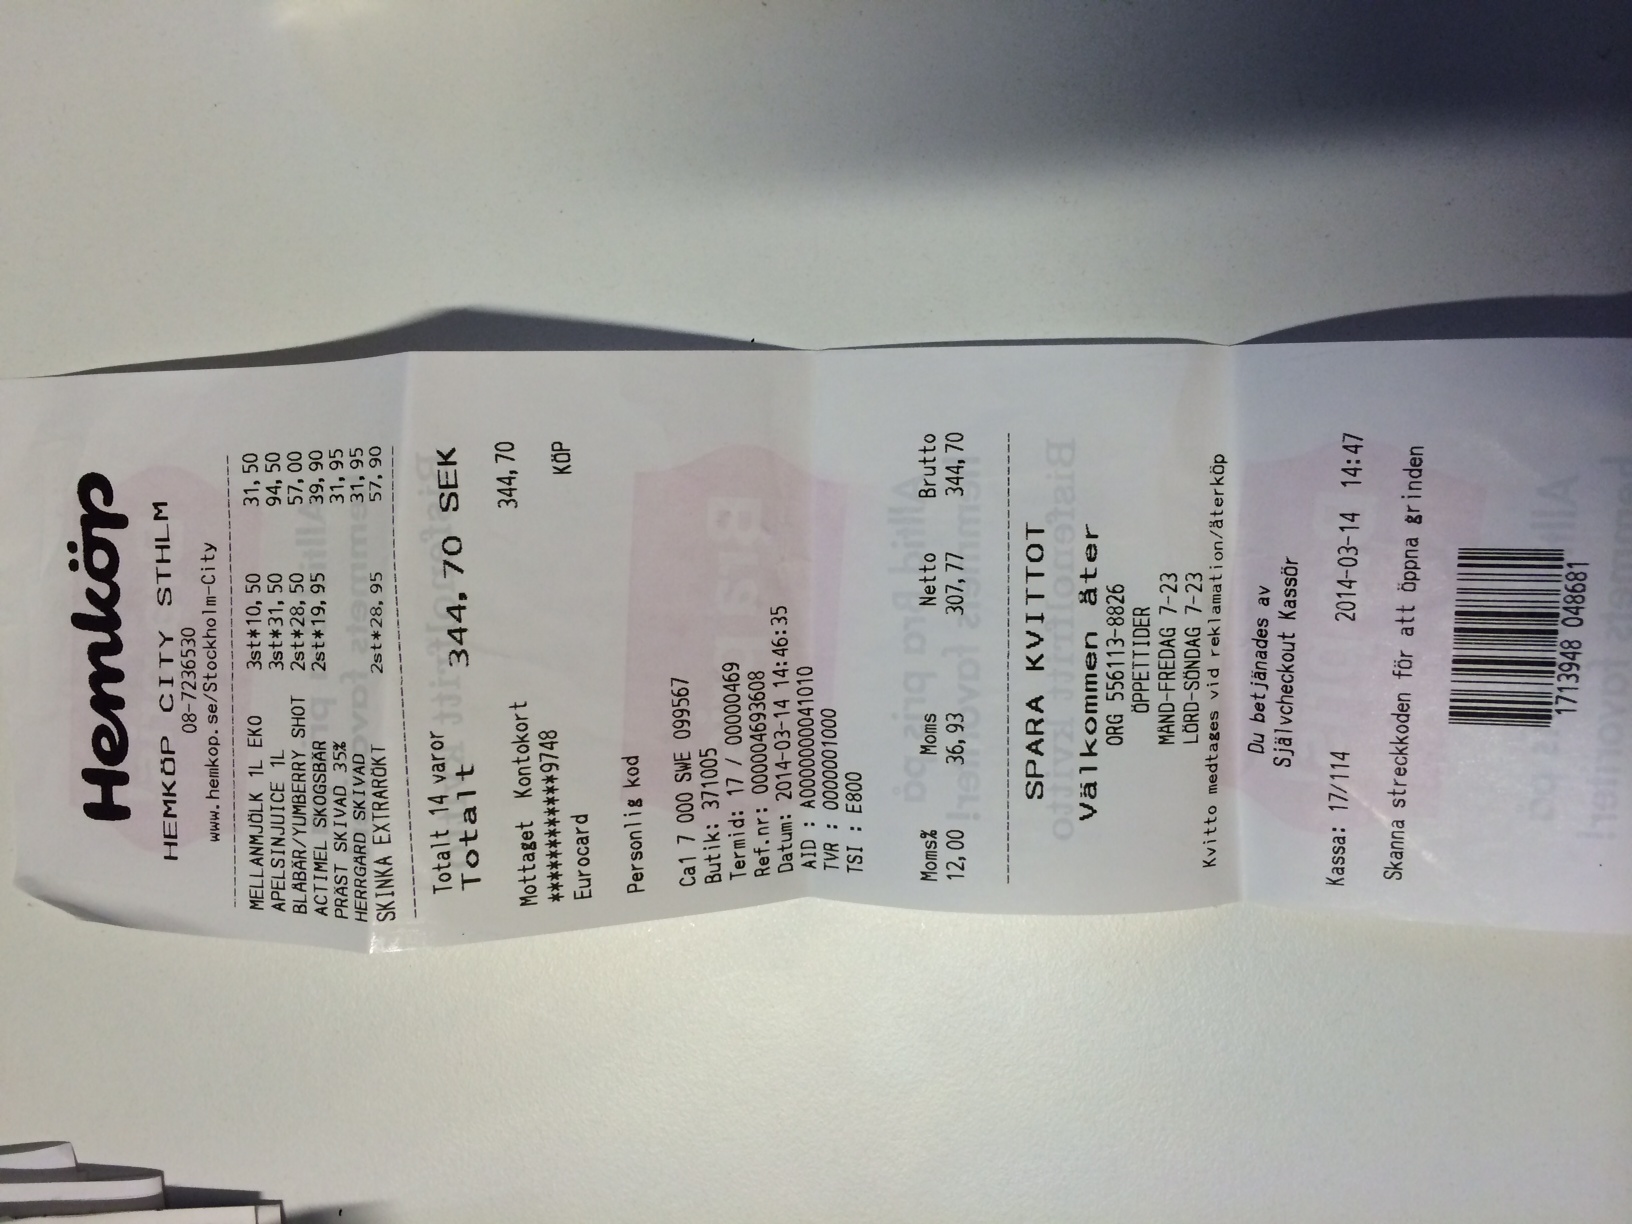 Hemköp
HEMKÖP CITY STHLM
08-7236530
www.hemkop.se/Stockholm-City
MELLANMJÖLK 1L EKO 3st*10,50 31,50
APELSINJUICE 1L 3st*31,50 94,50
BLÅBÄR/YUMBERRY SHOT 2st*28,50 57,00
ACTIMEL SKOGSBÄR 2st*19,95 39,90
PRÄST SKIVAD 35% 31,95
HERRGÅRD SKIVAD 31,95
SKINKA EXTRARÖKT 2st*28,95 57,90
Totalt 14 varor
Totalt 344,70 SEK
Mottaget Kontokort 344,70
************9748
Eurocard KÖP
Personlig kod
Ca1 7 000 SWE 099567
Butik: 371005
Termid: 17 / 00000469
Ref.nr: 000004693608
Datum: 2014-03-14 14:46:35
AID : A0000000041010
TVR : 0000001000
TSI : E800
Moms% Moms Netto Brutto
12,00 36,93 307,77 344,70
SPARA KVITTOT
Välkommen åter
ORG 556113-8826
ÖPPETTIDER
MÅND-FREDAG 7-23
LÖRD-SÖNDAG 7-23
Kvitto medtages vid reklamation/återköp
Du betjänades av
Självcheckout Kassör
Kassa: 17/114 2014-03-14 14:47
Skanna streckkoden för att öppna grinden
1713948 048681